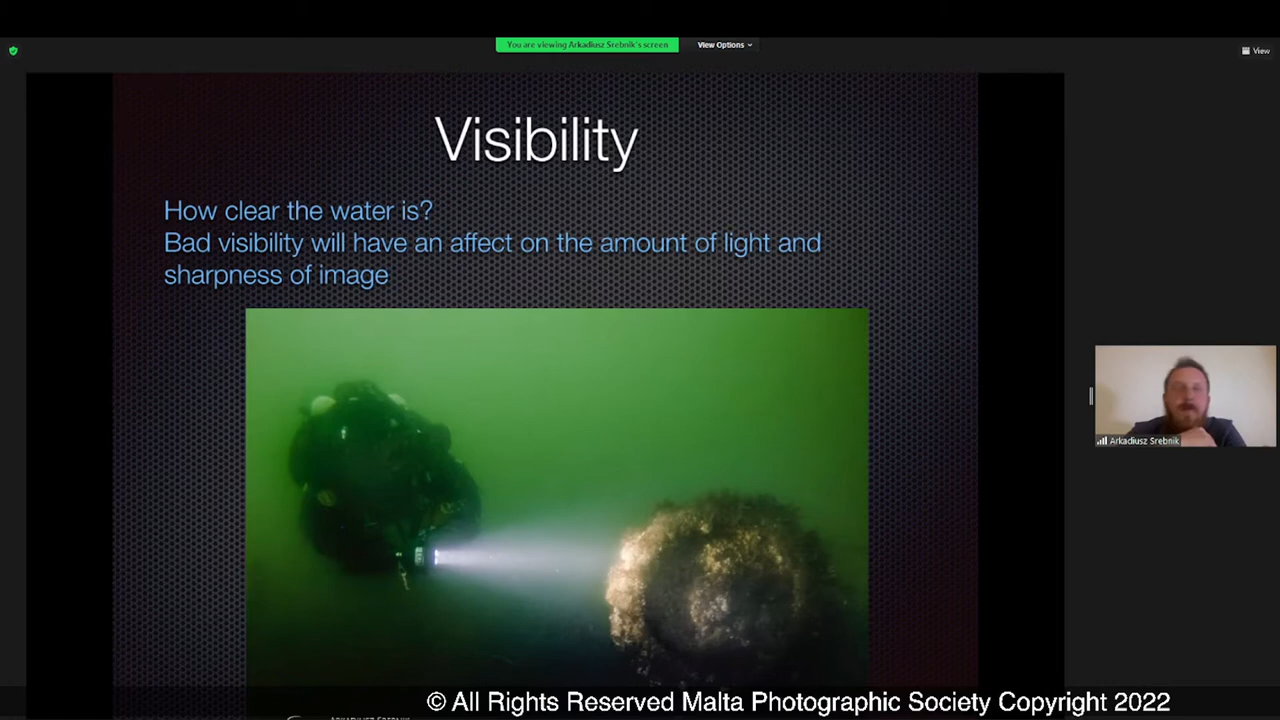 You are viewing Arkadiusz Srebnik's screen
View Options
View
Visibility
How clear the water is?
Bad visibility will have an affect on the amount of light and
sharpness of image
Arkadiusz Srebnik
© All Rights Reserved Malta Photographic Society Copyright 2022